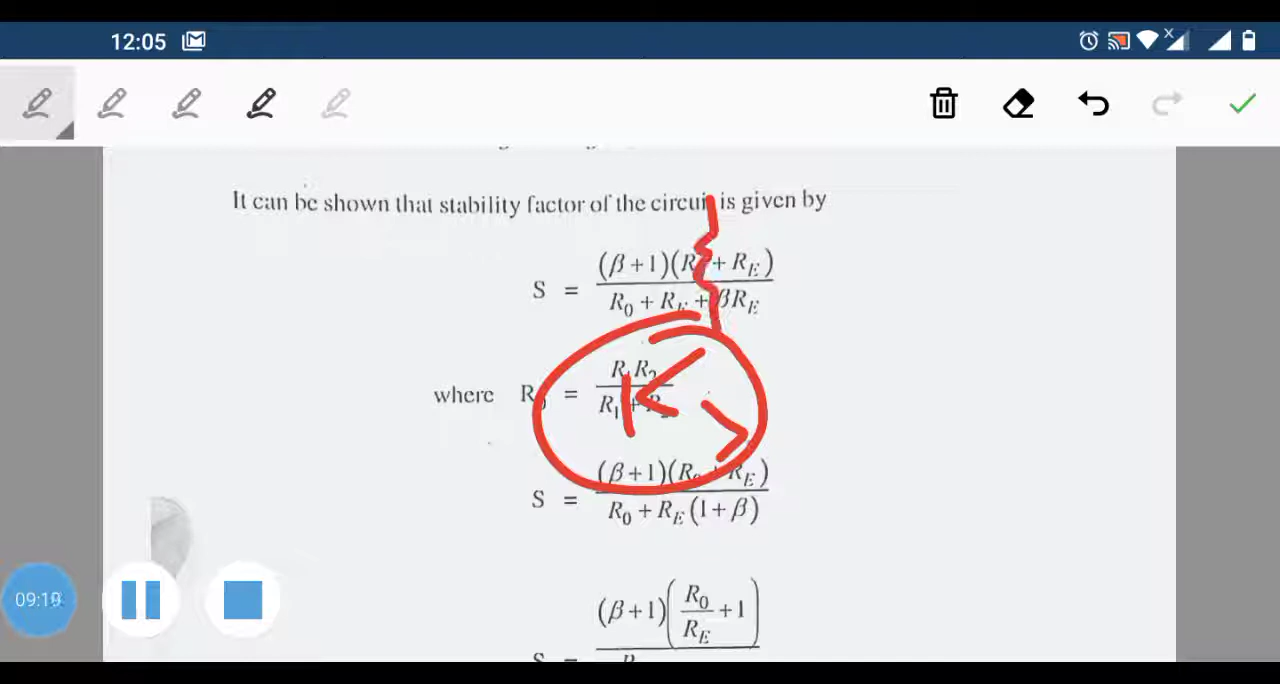 12:05
It can be shown that stability factor of the circuit is given by
S = (β+1)(R0 + RE) / R0 + RE + βRE
where R0 = R1R2 / R1 + R2
S = (β+1)(R0 + RE) / R0 + RE (1 + β)
(β+1)(R0 / RE + 1)
S =
09:19